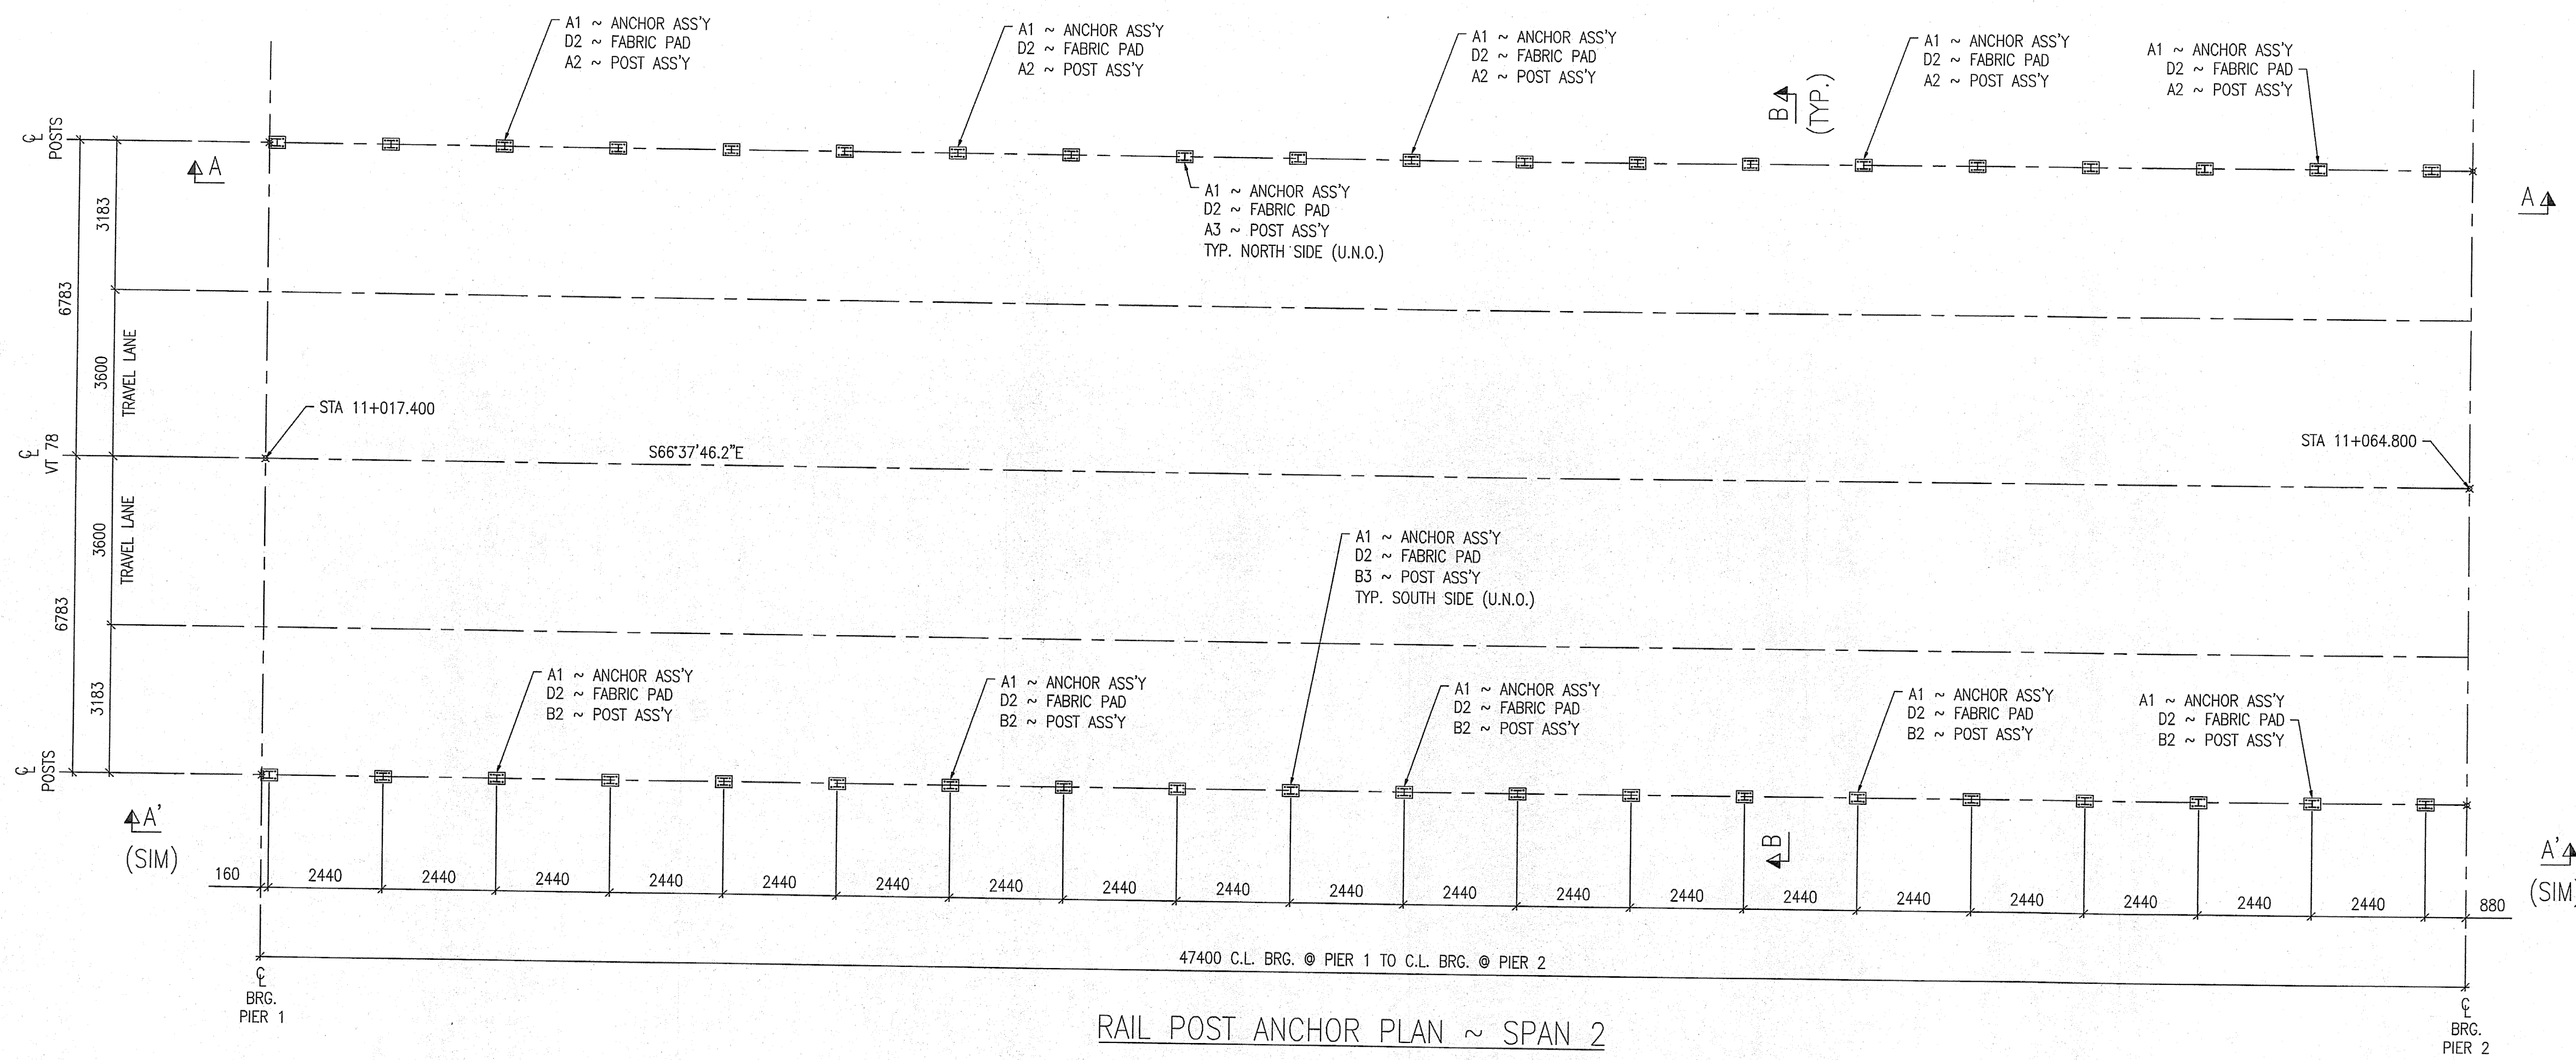 A1 ~ ANCHOR ASS'Y
D2 ~ FABRIC PAD
A2 ~ POST ASS'Y
A1 ~ ANCHOR ASS'Y
D2 ~ FABRIC PAD
A2 ~ POST ASS'Y
A1 ~ ANCHOR ASS'Y
D2 ~ FABRIC PAD
A2 ~ POST ASS'Y
A1 ~ ANCHOR ASS'Y
D2 ~ FABRIC PAD
A2 ~ POST ASS'Y
A1 ~ ANCHOR ASS'Y
D2 ~ FABRIC PAD
A2 ~ POST ASS'Y
B
(TYP.)
℄
POSTS
A
A
A1 ~ ANCHOR ASS'Y
D2 ~ FABRIC PAD
A3 ~ POST ASS'Y
TYP. NORTH SIDE (U.N.O.)
3183
6783
3600
TRAVEL LANE
STA 11+017.400
℄
VT 78
S66°37'46.2"E
STA 11+064.800
3600
TRAVEL LANE
6783
3183
A1 ~ ANCHOR ASS'Y
D2 ~ FABRIC PAD
B3 ~ POST ASS'Y
TYP. SOUTH SIDE (U.N.O.)
A1 ~ ANCHOR ASS'Y
D2 ~ FABRIC PAD
B2 ~ POST ASS'Y
A1 ~ ANCHOR ASS'Y
D2 ~ FABRIC PAD
B2 ~ POST ASS'Y
A1 ~ ANCHOR ASS'Y
D2 ~ FABRIC PAD
B2 ~ POST ASS'Y
A1 ~ ANCHOR ASS'Y
D2 ~ FABRIC PAD
B2 ~ POST ASS'Y
A1 ~ ANCHOR ASS'Y
D2 ~ FABRIC PAD
B2 ~ POST ASS'Y
℄
POSTS
A'
(SIM)
B
A'
(SIM)
160 2440 2440 2440 2440 2440 2440 2440 2440 2440 2440 2440 2440 2440 2440 2440 2440 2440 2440 2440 880
47400 C.L. BRG. @ PIER 1 TO C.L. BRG. @ PIER 2
℄
BRG.
PIER 1
℄
BRG.
PIER 2
RAIL POST ANCHOR PLAN ~ SPAN 2